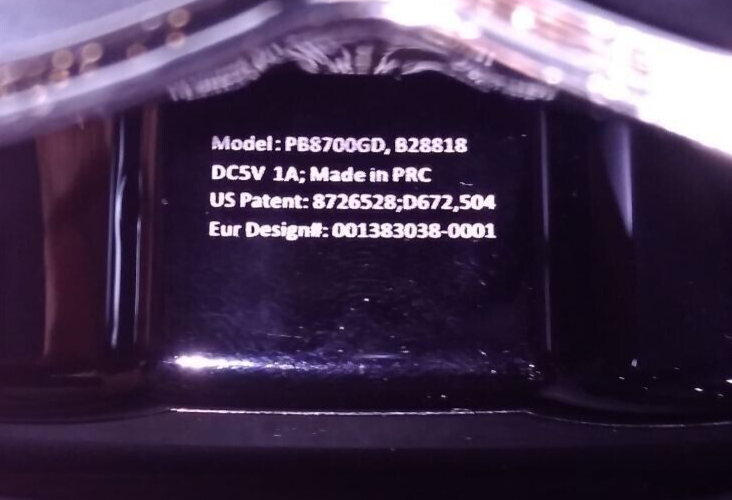 Model: PB8700GD, B28818
DC5V 1A; Made in PRC
US Patent: 8726528;D672,504
Eur Design#: 001383038-0001